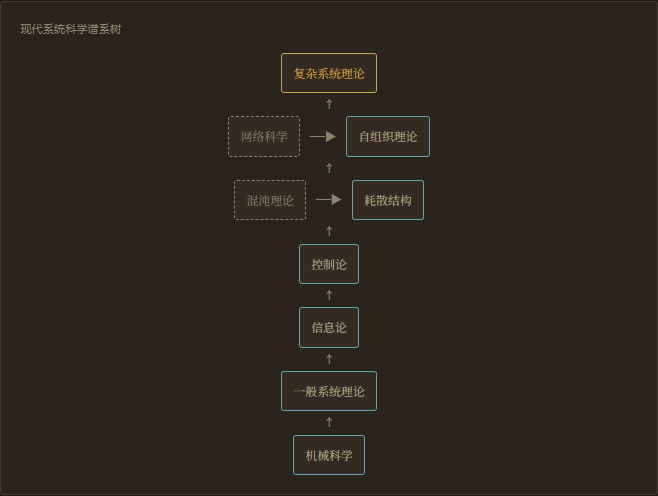 现代系统科学谱系树
复杂系统理论
↑
网络科学
自组织理论
↑
混沌理论
耗散结构
↑
控制论
↑
信息论
↑
一般系统理论
↑
机械科学